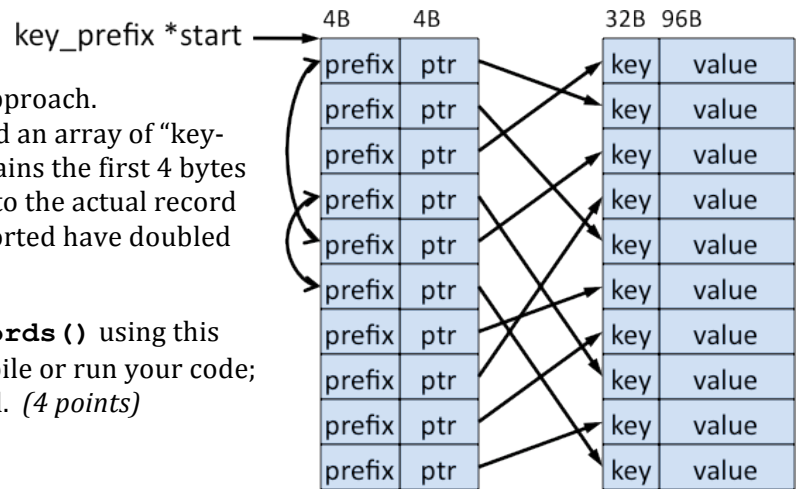 4B 4B 32B 96B
key_prefix *start
prefix ptr key value
pproach.
prefix ptr key value
d an array of “key-
prefix ptr key value
ains the first 4 bytes
to the actual record
prefix ptr key value
orted have doubled
prefix ptr key value
prefix ptr key value
ords() using this
prefix ptr key value
pile or run your code;
prefix ptr key value
d. (4 points)
prefix ptr key value
prefix ptr key value